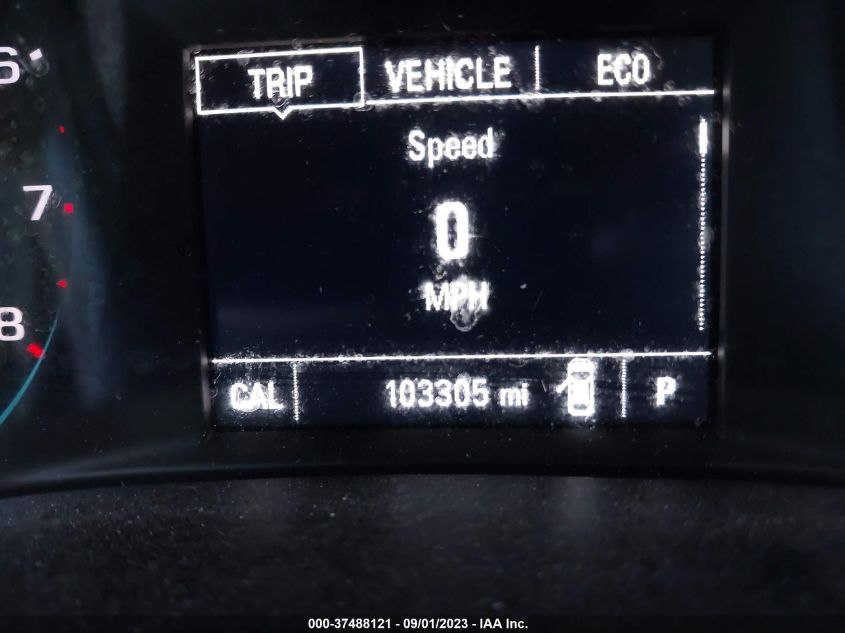 6
7
8
TRIP VEHICLE ECO
Speed
0
MPH
CAL 103305 mi P
000-37488121 - 09/01/2023 - IAA Inc.